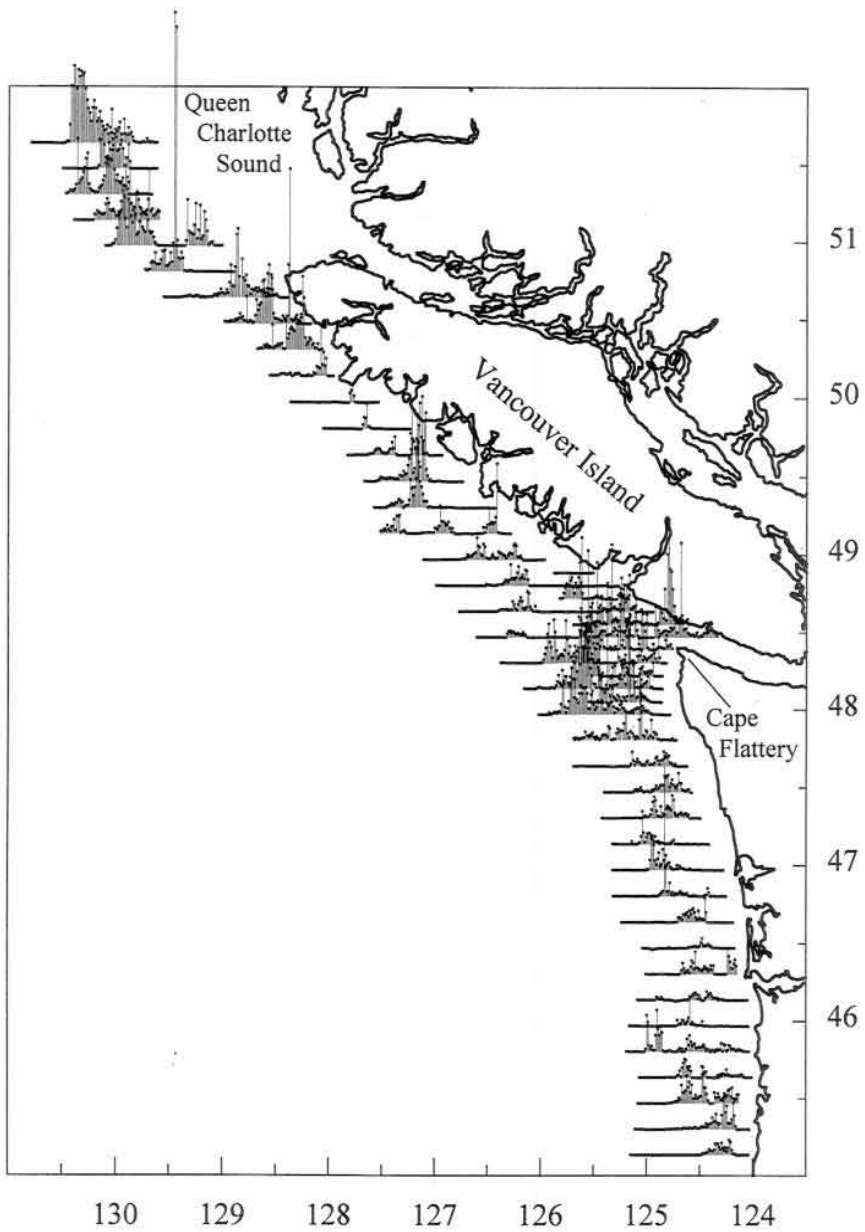 Queen
Charlotte
Sound
51
50
Vancouver Island
49
48
Cape
Flattery
47
46
130 129 128 127 126 125 124